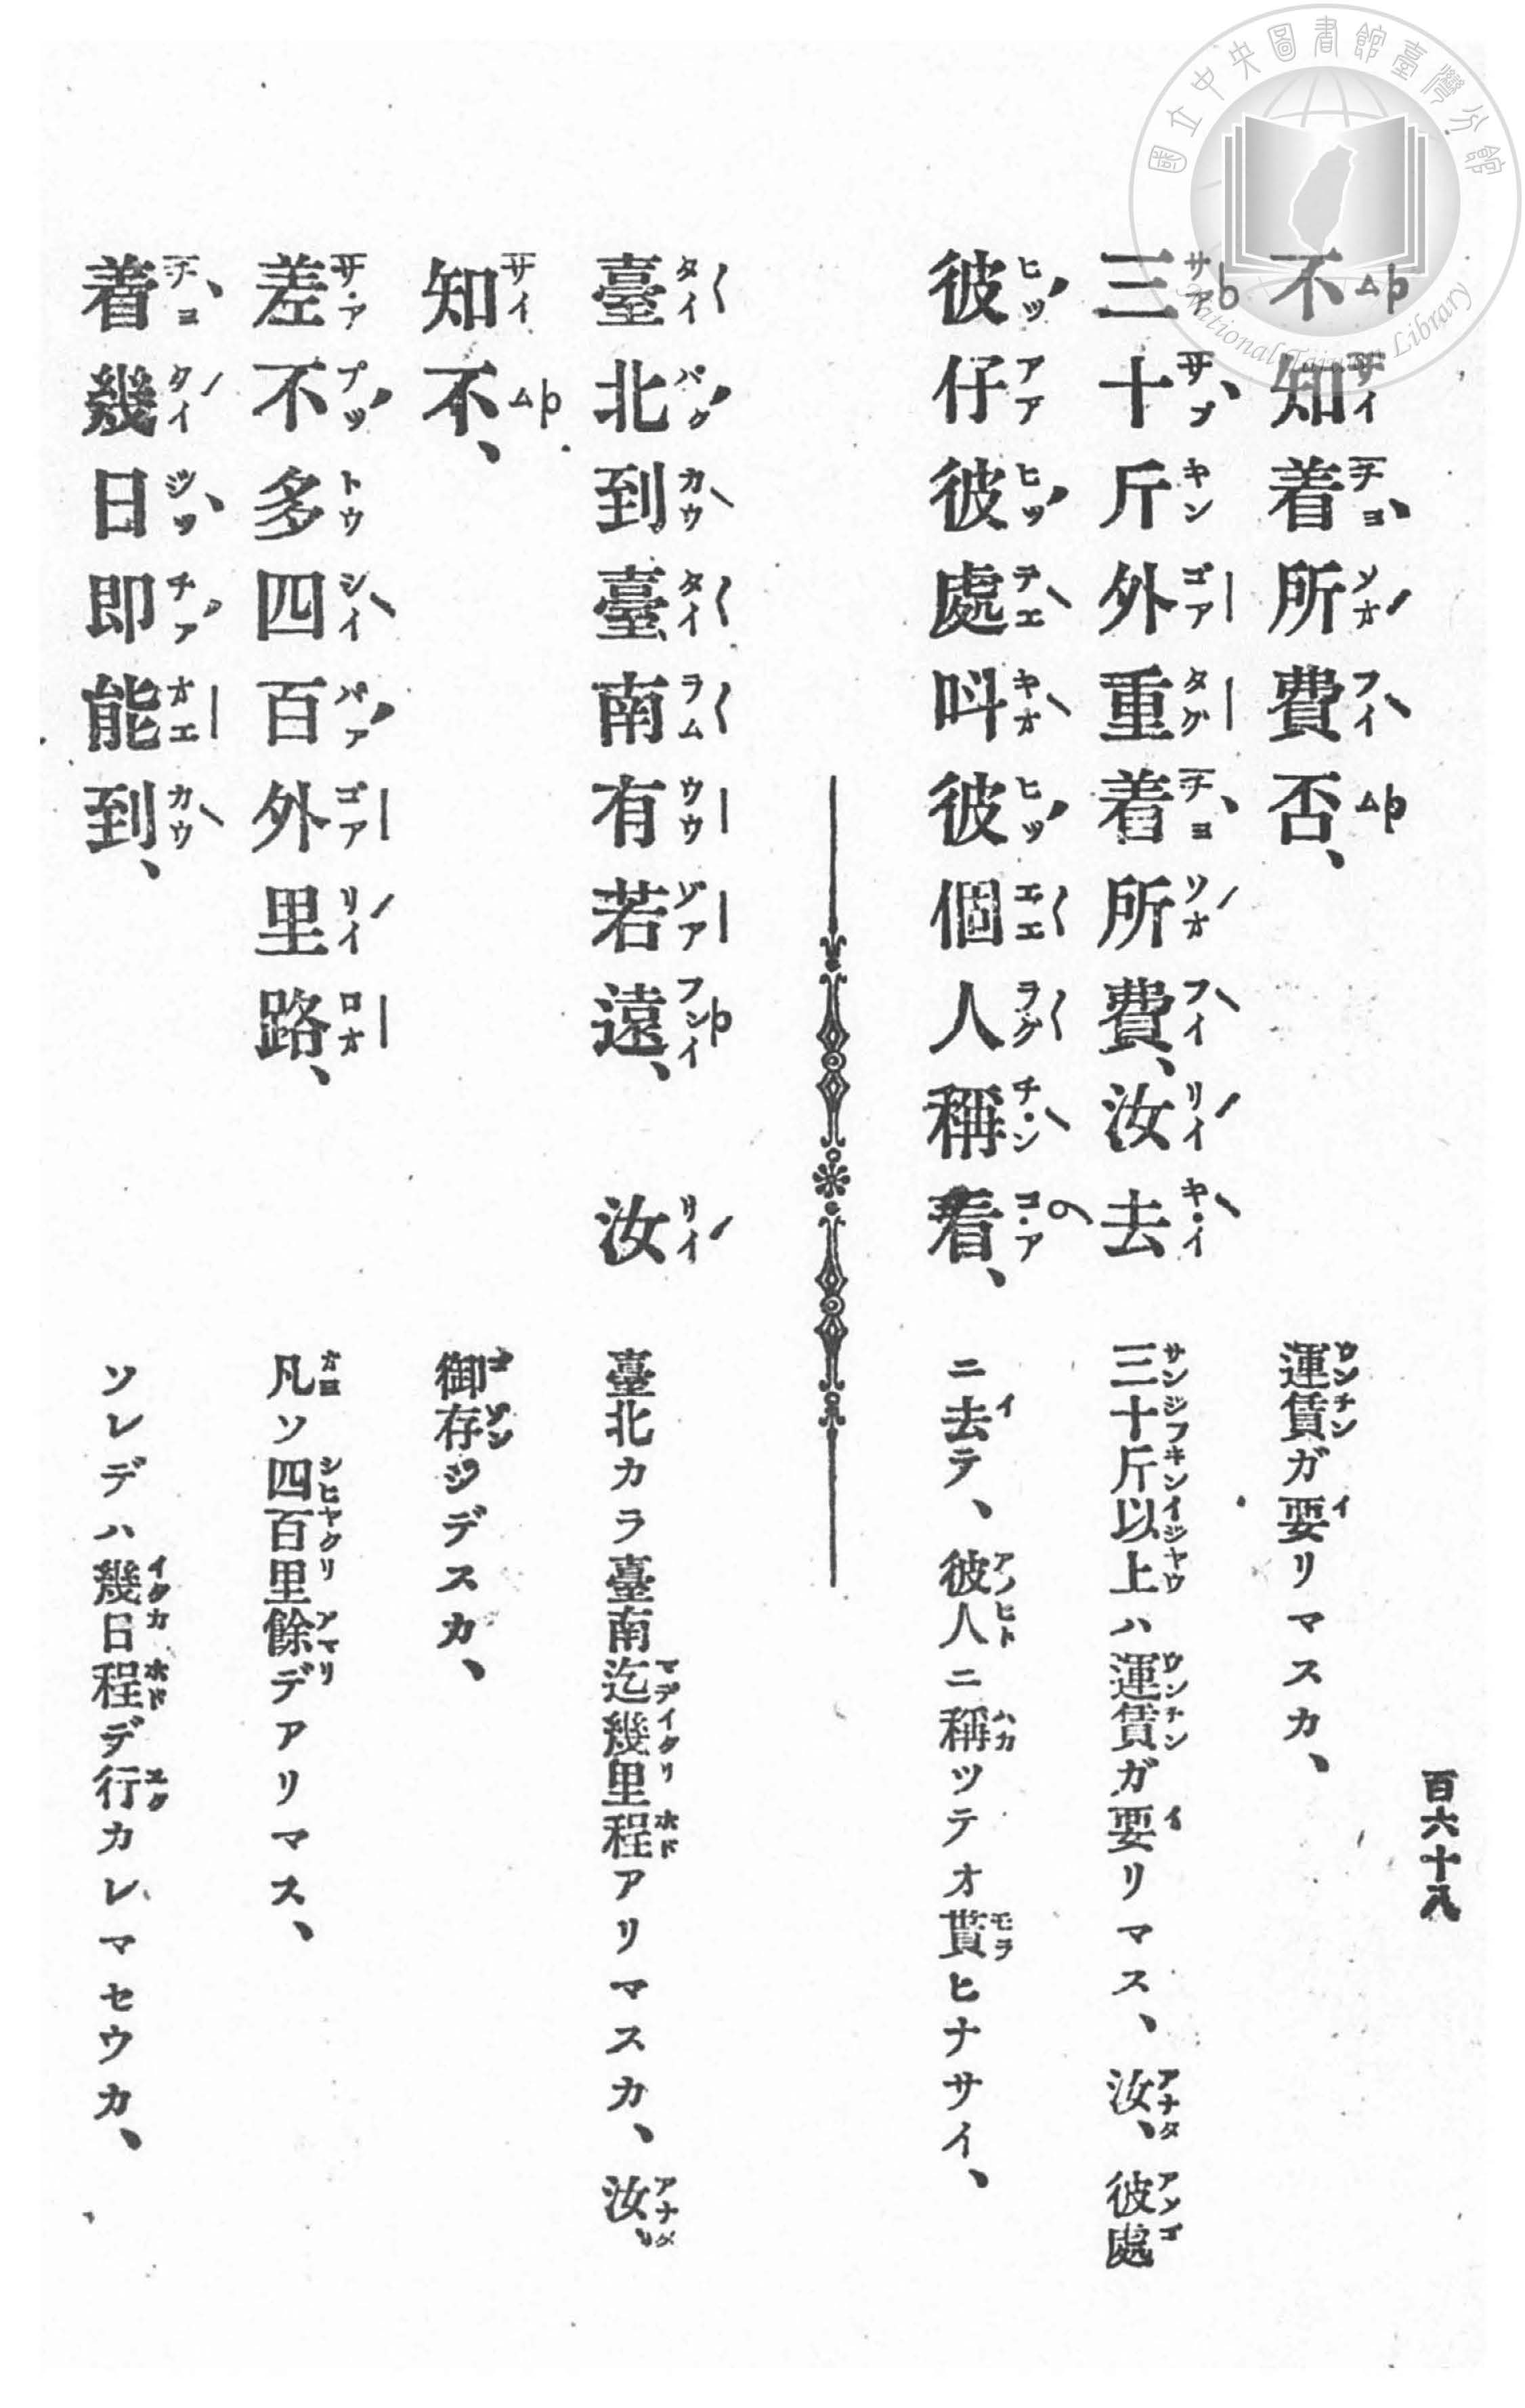 國立中央圖書館臺灣分館
National Taiwan Library
百六十八
不知着所費否、
運賃ガ要リマスカ、
三十斤外重着所費、汝去
三十斤以上ハ運賃ガ要リマス、汝、彼處
彼仔彼處呌彼個人稱看、
ニ去テ、彼人ニ稱ツテオ貰ヒナサイ、
臺北到臺南有若遠、汝
臺北カラ臺南迄幾里程アリマスカ、汝、
知不、
御存ジデスカ、
差不多四百外里路、
凡ソ四百里餘デアリマス、
着幾日即能到、
ソレデハ幾日程デ行カレマセウカ、